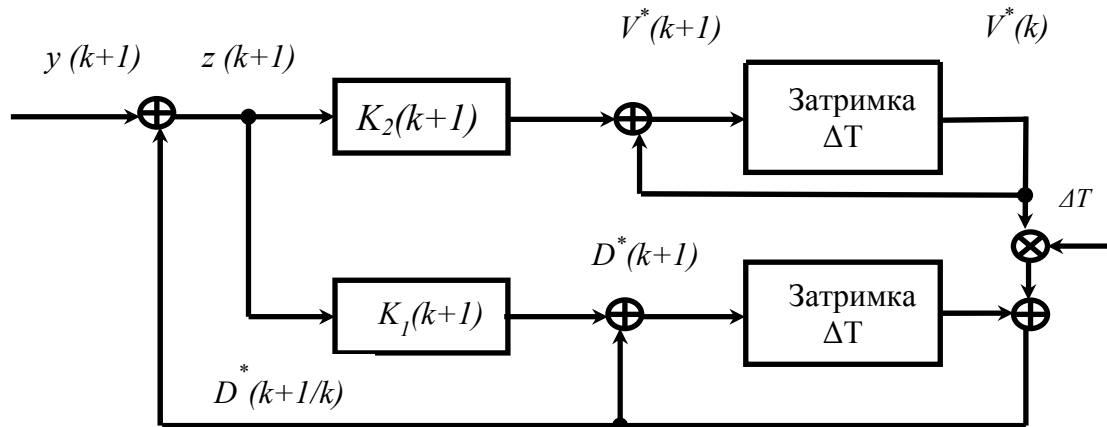 V*(k+1)
V*(k)
y (k+1)
z (k+1)
K₂(k+1)
Затримка
ΔT
ΔT
D*(k+1)
K₁(k+1)
Затримка
ΔT
D*(k+1/k)